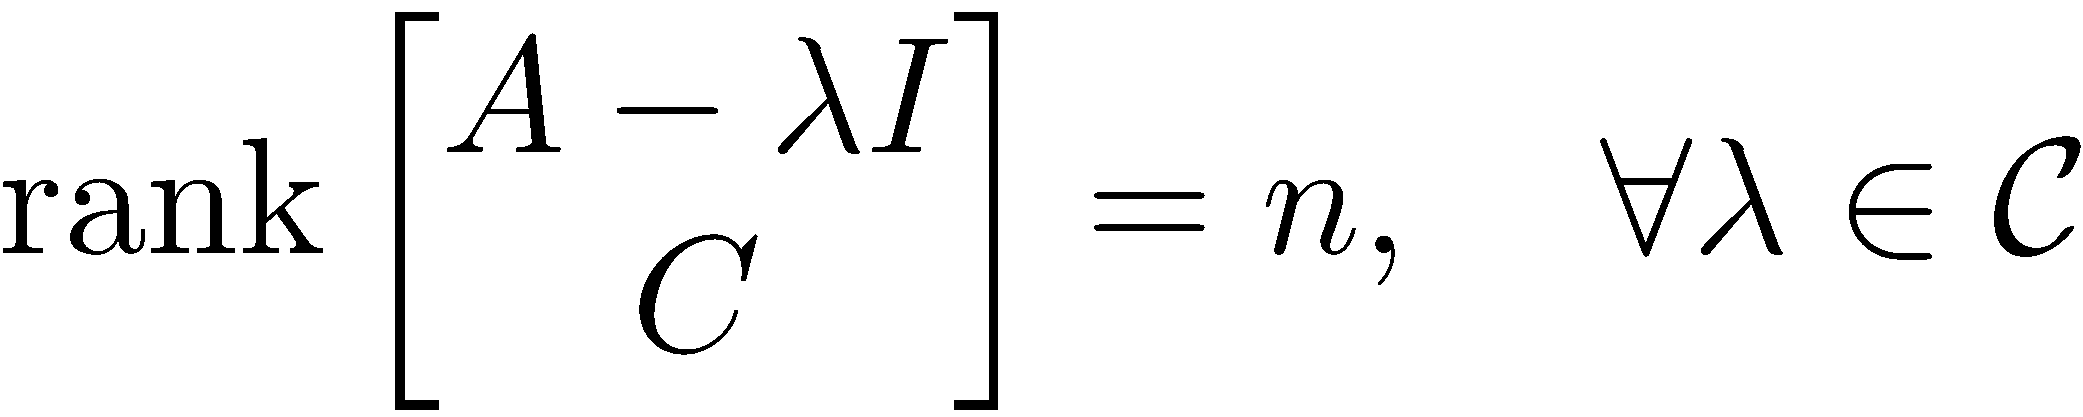 rank [A − λI; C] = n, ∀λ ∈ 𝒞